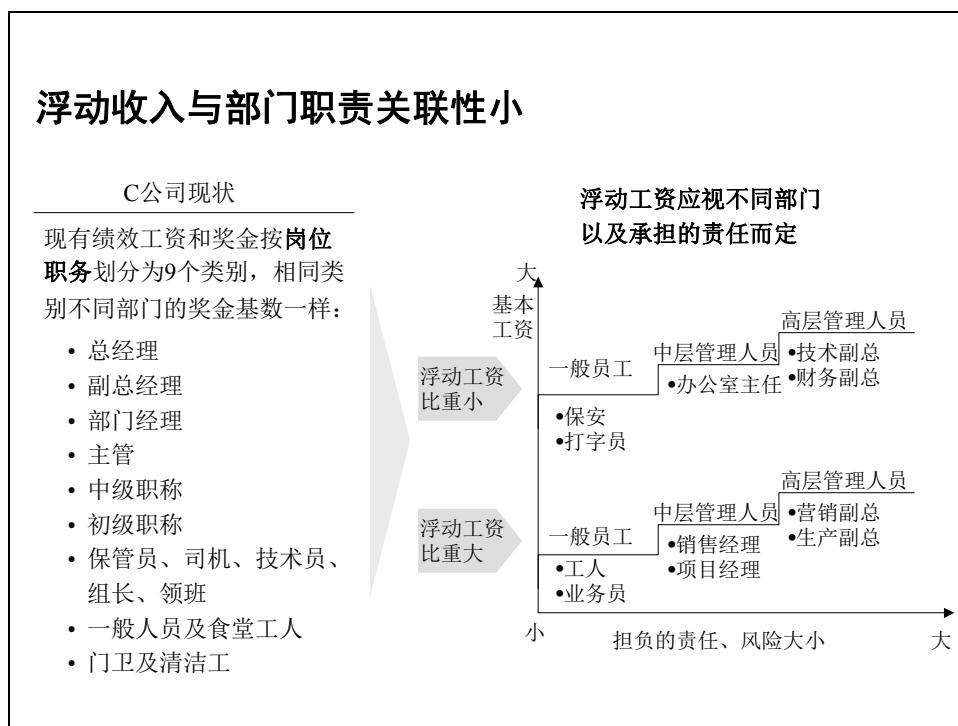 浮动收入与部门职责关联性小
C公司现状
现有绩效工资和奖金按岗位
职务划分为9个类别，相同类
别不同部门的奖金基数一样：
• 总经理
• 副总经理
• 部门经理
• 主管
• 中级职称
• 初级职称
• 保管员、司机、技术员、
组长、领班
• 一般人员及食堂工人
• 门卫及清洁工
浮动工资应视不同部门
以及承担的责任而定
大
基本
工资
浮动工资
比重小
一般员工
•保安
•打字员
中层管理人员
•办公室主任
高层管理人员
•技术副总
•财务副总
浮动工资
比重大
一般员工
•工人
•业务员
中层管理人员
•销售经理
•项目经理
高层管理人员
•营销副总
•生产副总
小
担负的责任、风险大小
大